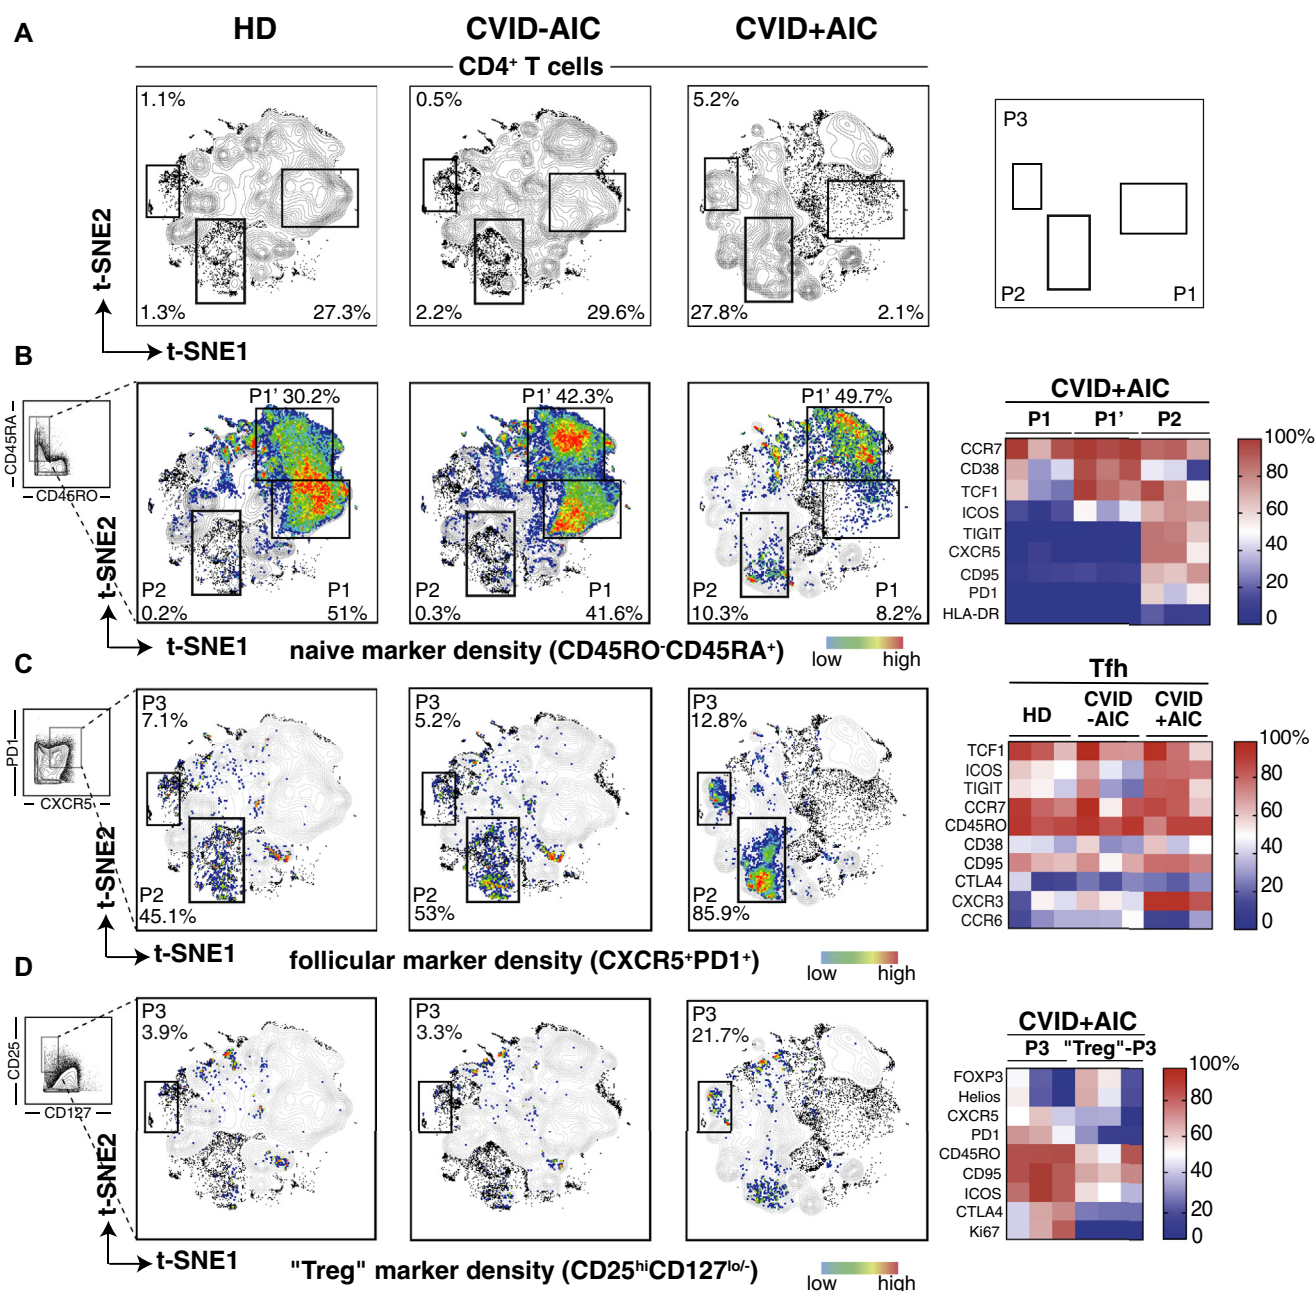 A
HD CVID-AIC CVID+AIC
CD4⁺ T cells
1.1% 0.5% 5.2%
P3
P2 P1
1.3% 27.3% 2.2% 29.6% 27.8% 2.1%
t-SNE2
t-SNE1
B
CD45RA
CD45RO
P1' 30.2% P1' 42.3% P1' 49.7%
P2 P1 P2 P1 P2 P1
0.2% 51% 0.3% 41.6% 10.3% 8.2%
t-SNE2
t-SNE1
naive marker density (CD45RO⁻CD45RA⁺)
low high
CVID+AIC
P1 P1' P2
CCR7
CD38
TCF1
ICOS
TIGIT
CXCR5
CD95
PD1
HLA-DR
100%
80
60
40
20
0
C
PD1
CXCR5
P3 P3 P3
7.1% 5.2% 12.8%
P2 P2 P2
45.1% 53% 85.9%
t-SNE2
t-SNE1
follicular marker density (CXCR5⁺PD1⁺)
low high
Tfh
HD CVID -AIC CVID +AIC
TCF1
ICOS
TIGIT
CCR7
CD45RO
CD38
CD95
CTLA4
CXCR3
CCR6
100%
80
60
40
20
0
D
CD25
CD127
P3 P3 P3
3.9% 3.3% 21.7%
t-SNE2
t-SNE1
"Treg" marker density (CD25ʰⁱCD127ˡᵒ/⁻)
low high
CVID+AIC
P3 "Treg"-P3
FOXP3
Helios
CXCR5
PD1
CD45RO
CD95
ICOS
CTLA4
Ki67
100%
80
60
40
20
0